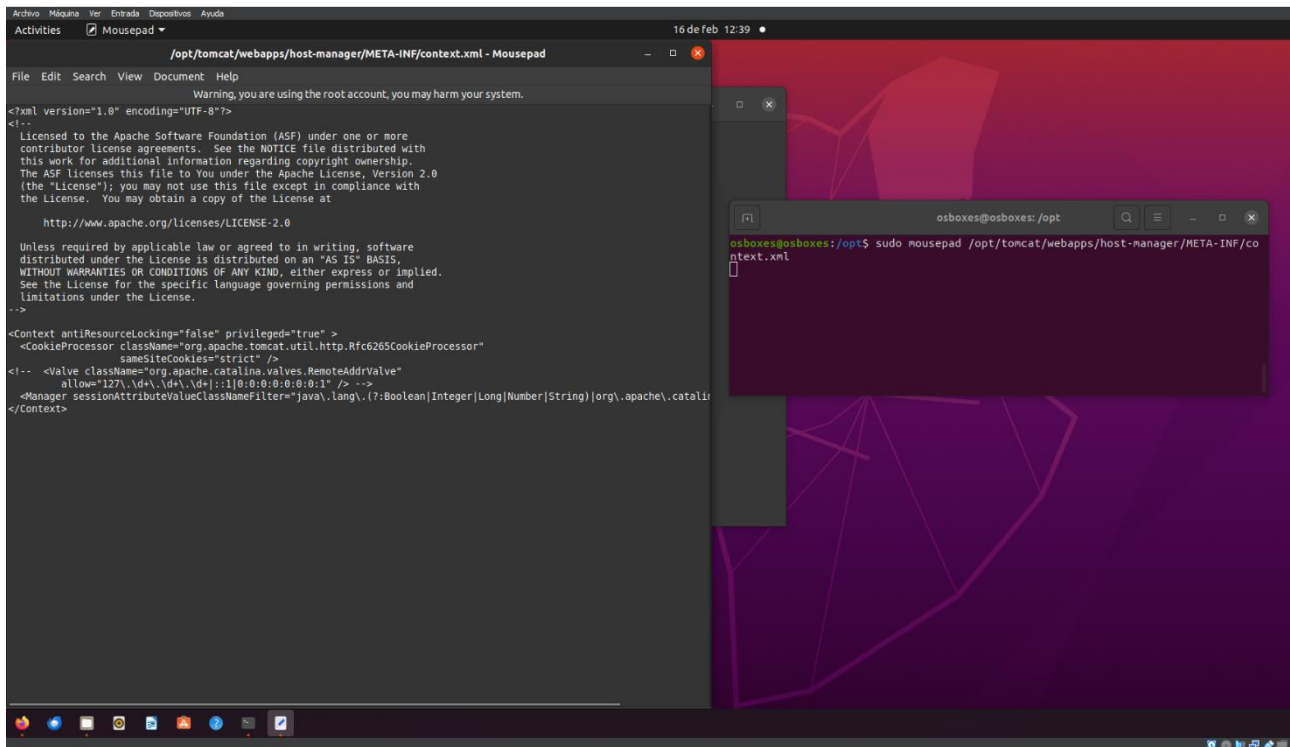 Archivo Máquina Ver Entrada Dispositivos Ayuda
Activities Mousepad 16 de feb 12:39
/opt/tomcat/webapps/host-manager/META-INF/context.xml - Mousepad
File Edit Search View Document Help
Warning, you are using the root account, you may harm your system.
<?xml version="1.0" encoding="UTF-8"?>
<!--
  Licensed to the Apache Software Foundation (ASF) under one or more
  contributor license agreements.  See the NOTICE file distributed with
  this work for additional information regarding copyright ownership.
  The ASF licenses this file to You under the Apache License, Version 2.0
  (the "License"); you may not use this file except in compliance with
  the License.  You may obtain a copy of the License at
      http://www.apache.org/licenses/LICENSE-2.0
  Unless required by applicable law or agreed to in writing, software
  distributed under the License is distributed on an "AS IS" BASIS,
  WITHOUT WARRANTIES OR CONDITIONS OF ANY KIND, either express or implied.
  See the License for the specific language governing permissions and
  limitations under the License.
-->
<Context antiResourceLocking="false" privileged="true" >
  <CookieProcessor className="org.apache.tomcat.util.http.Rfc6265CookieProcessor"
                   sameSiteCookies="strict" />
<!--  <Valve className="org.apache.catalina.valves.RemoteAddrValve"
         allow="127\.\d+\.\d+\.\d+|::1|0:0:0:0:0:0:0:1" /> -->
  <Manager sessionAttributeValueClassNameFilter="java\.lang\.(?:Boolean|Integer|Long|Number|String)|org\.apache\.catalin
</Context>
osboxes@osboxes: /opt
osboxes@osboxes:/opt$ sudo mousepad /opt/tomcat/webapps/host-manager/META-INF/co
ntext.xml